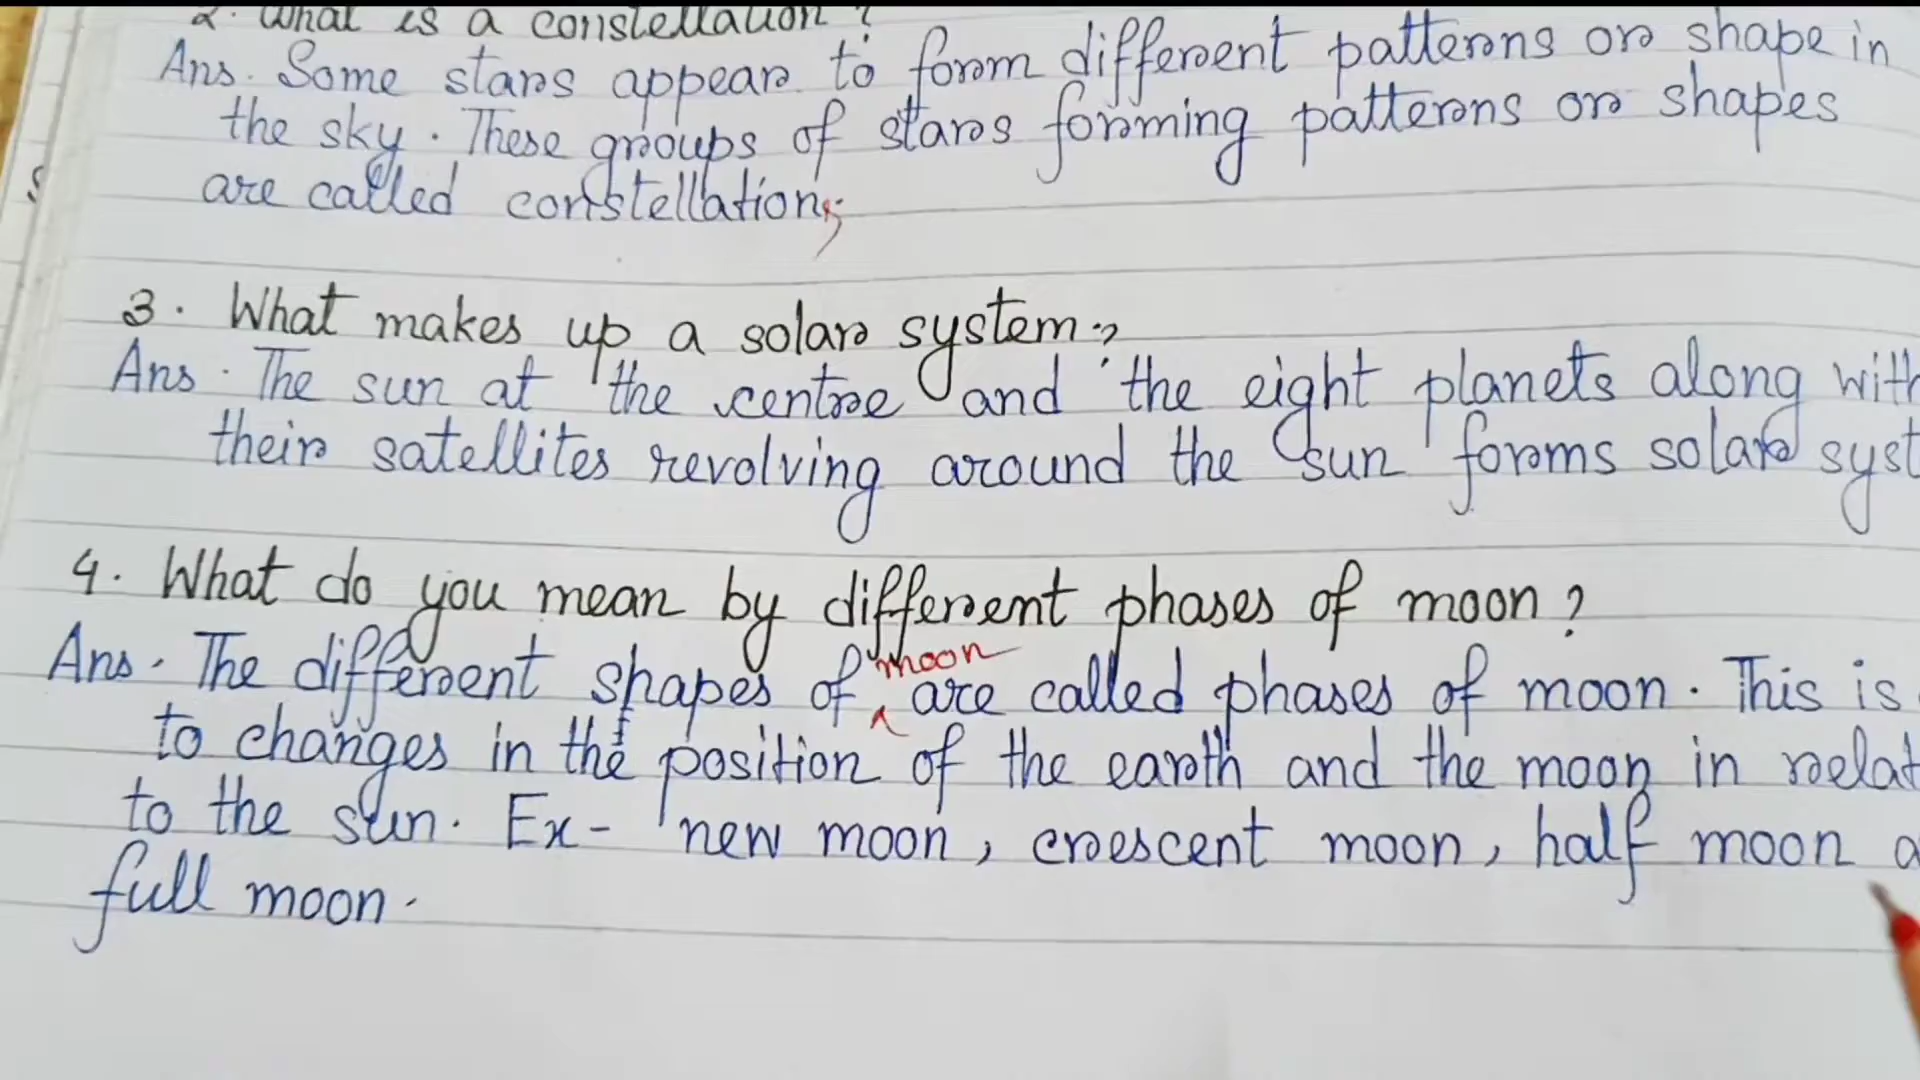 2. What is a constellation?
Ans. Some stars appear to form different patterns or shape in
the sky. These groups of stars forming patterns or shapes
are called constellations.
3. What makes up a solar system?
Ans. The sun at the centre and the eight planets along with
their satellites revolving around the sun forms solar syst
4. What do you mean by different phases of moon?
moon
Ans. The different shapes of ^ are called phases of moon. This is
to changes in the position of the earth and the moon in relat
to the sun. Ex- new moon, crescent moon, half moon a
full moon.